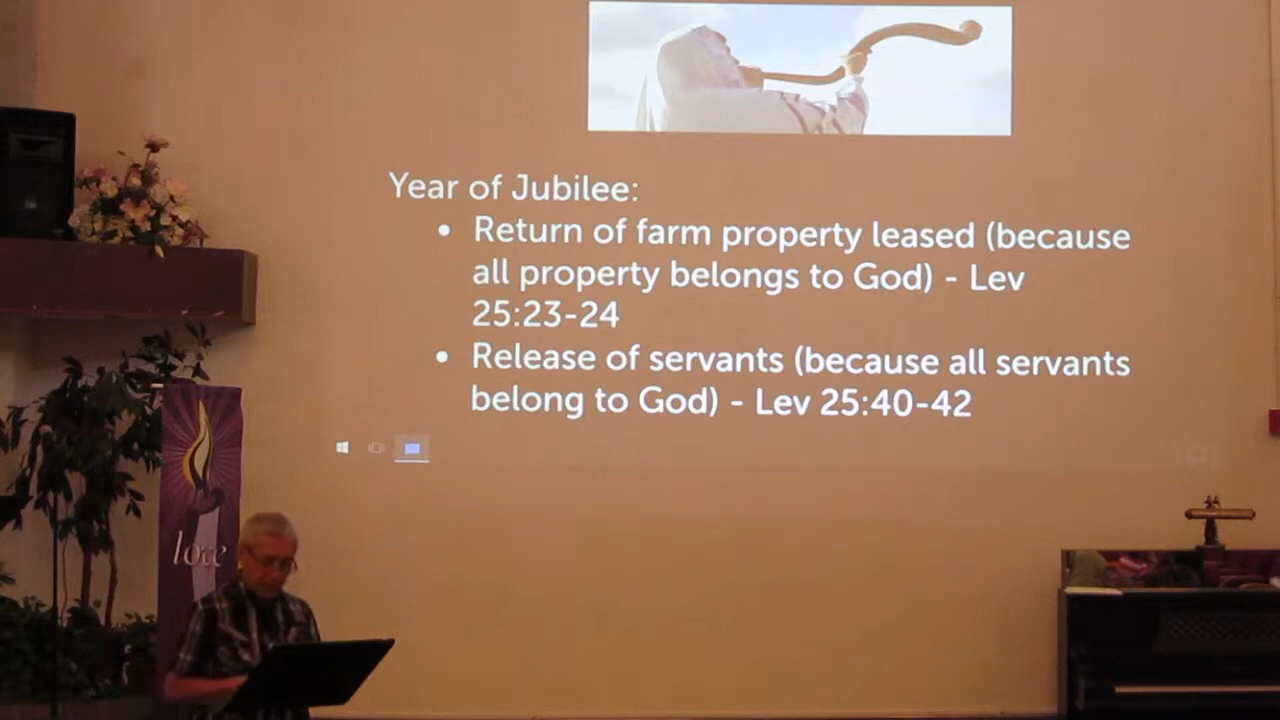 Year of Jubilee:
• Return of farm property leased (because
all property belongs to God) - Lev
25:23-24
• Release of servants (because all servants
belong to God) - Lev 25:40-42
love